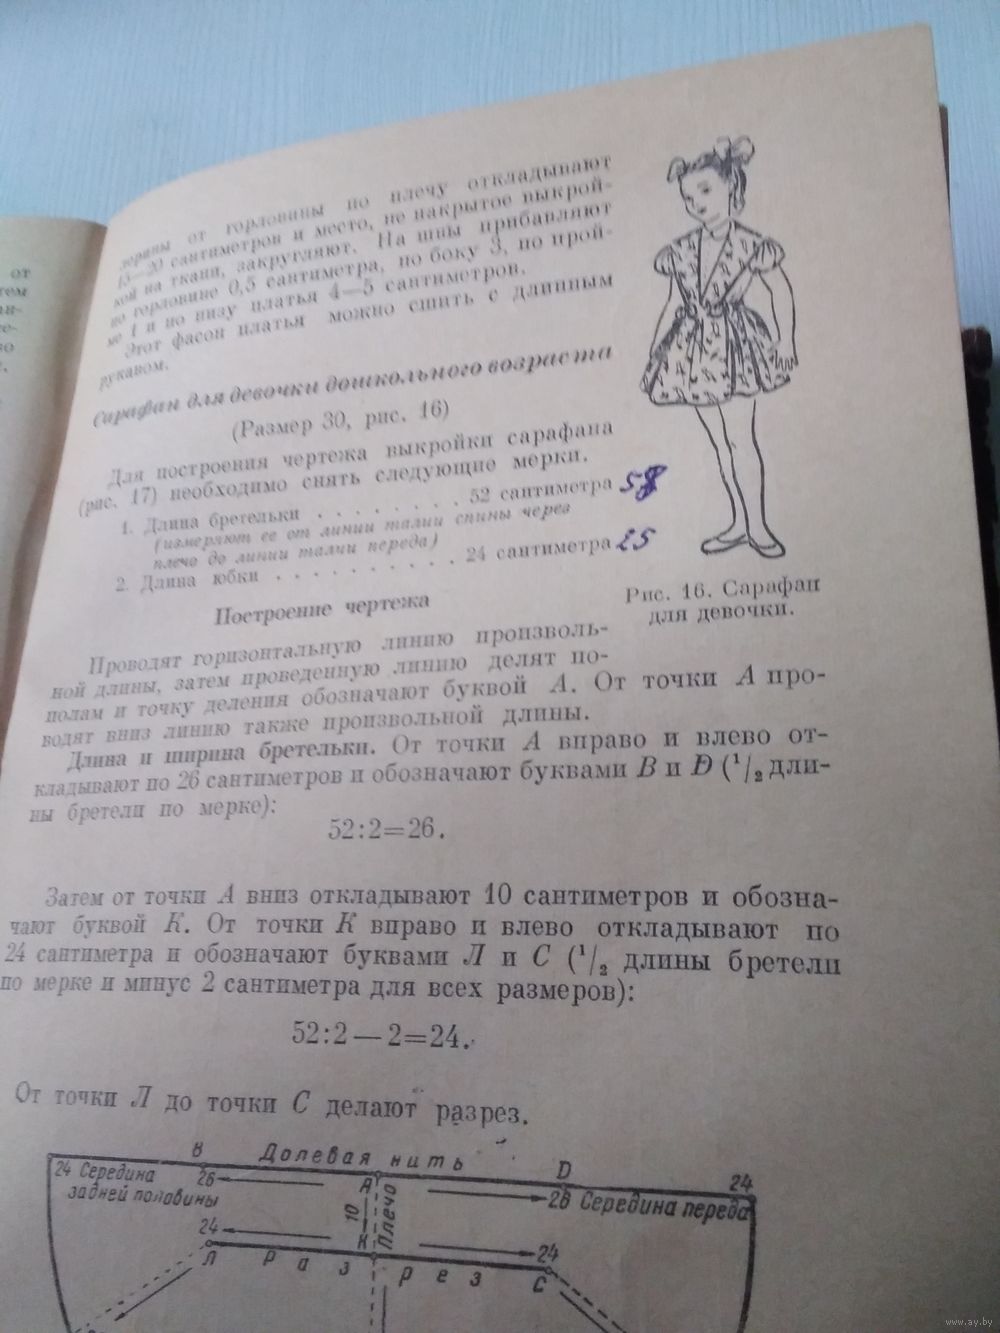 от
тем
зо
лерины от горловины по плечу откладывают
15—20 сантиметров и место, не накрытое выкрой-
кой на ткани, закругляют. На швы прибавляют
по горловине 0,5 сантиметра, по боку 3, по прой-
ме 1 и по низу платья 4—5 сантиметров.
Этот фасон платья можно сшить с длинным
рукавом.
Сарафан для девочки дошкольного возраста
(Размер 30, рис. 16)
Для построения чертежа выкройки сарафана
(рис. 17) необходимо снять следующие мерки.
1. Длина бретельки . . . . . . . . 52 сантиметра 58
(измеряют ее от линии талии спины через
плечо до линии талии переда)
2. Длина юбки . . . . . . . . . . 24 сантиметра 25
Рис. 16. Сарафан
для девочки.
Построение чертежа
Проводят горизонтальную линию произволь-
ной длины, затем проведенную линию делят по-
полам и точку деления обозначают буквой А. От точки А про-
водят вниз линию также произвольной длины.
Длина и ширина бретельки. От точки А вправо и влево от-
кладывают по 26 сантиметров и обозначают буквами В и D (1/2 дли-
ны бретели по мерке):
52:2=26.
Затем от точки А вниз откладывают 10 сантиметров и обозна-
чают буквой К. От точки К вправо и влево откладывают по
24 сантиметра и обозначают буквами Л и С (1/2 длины бретели
по мерке и минус 2 сантиметра для всех размеров):
52:2—2=24.
От точки Л до точки С делают разрез.
В Долевая нить D
24 Середина
задней половины
26
А
26 Середина переда
24
10
Плечо
24
К
24
Л
Разрез
С
www.ay.by